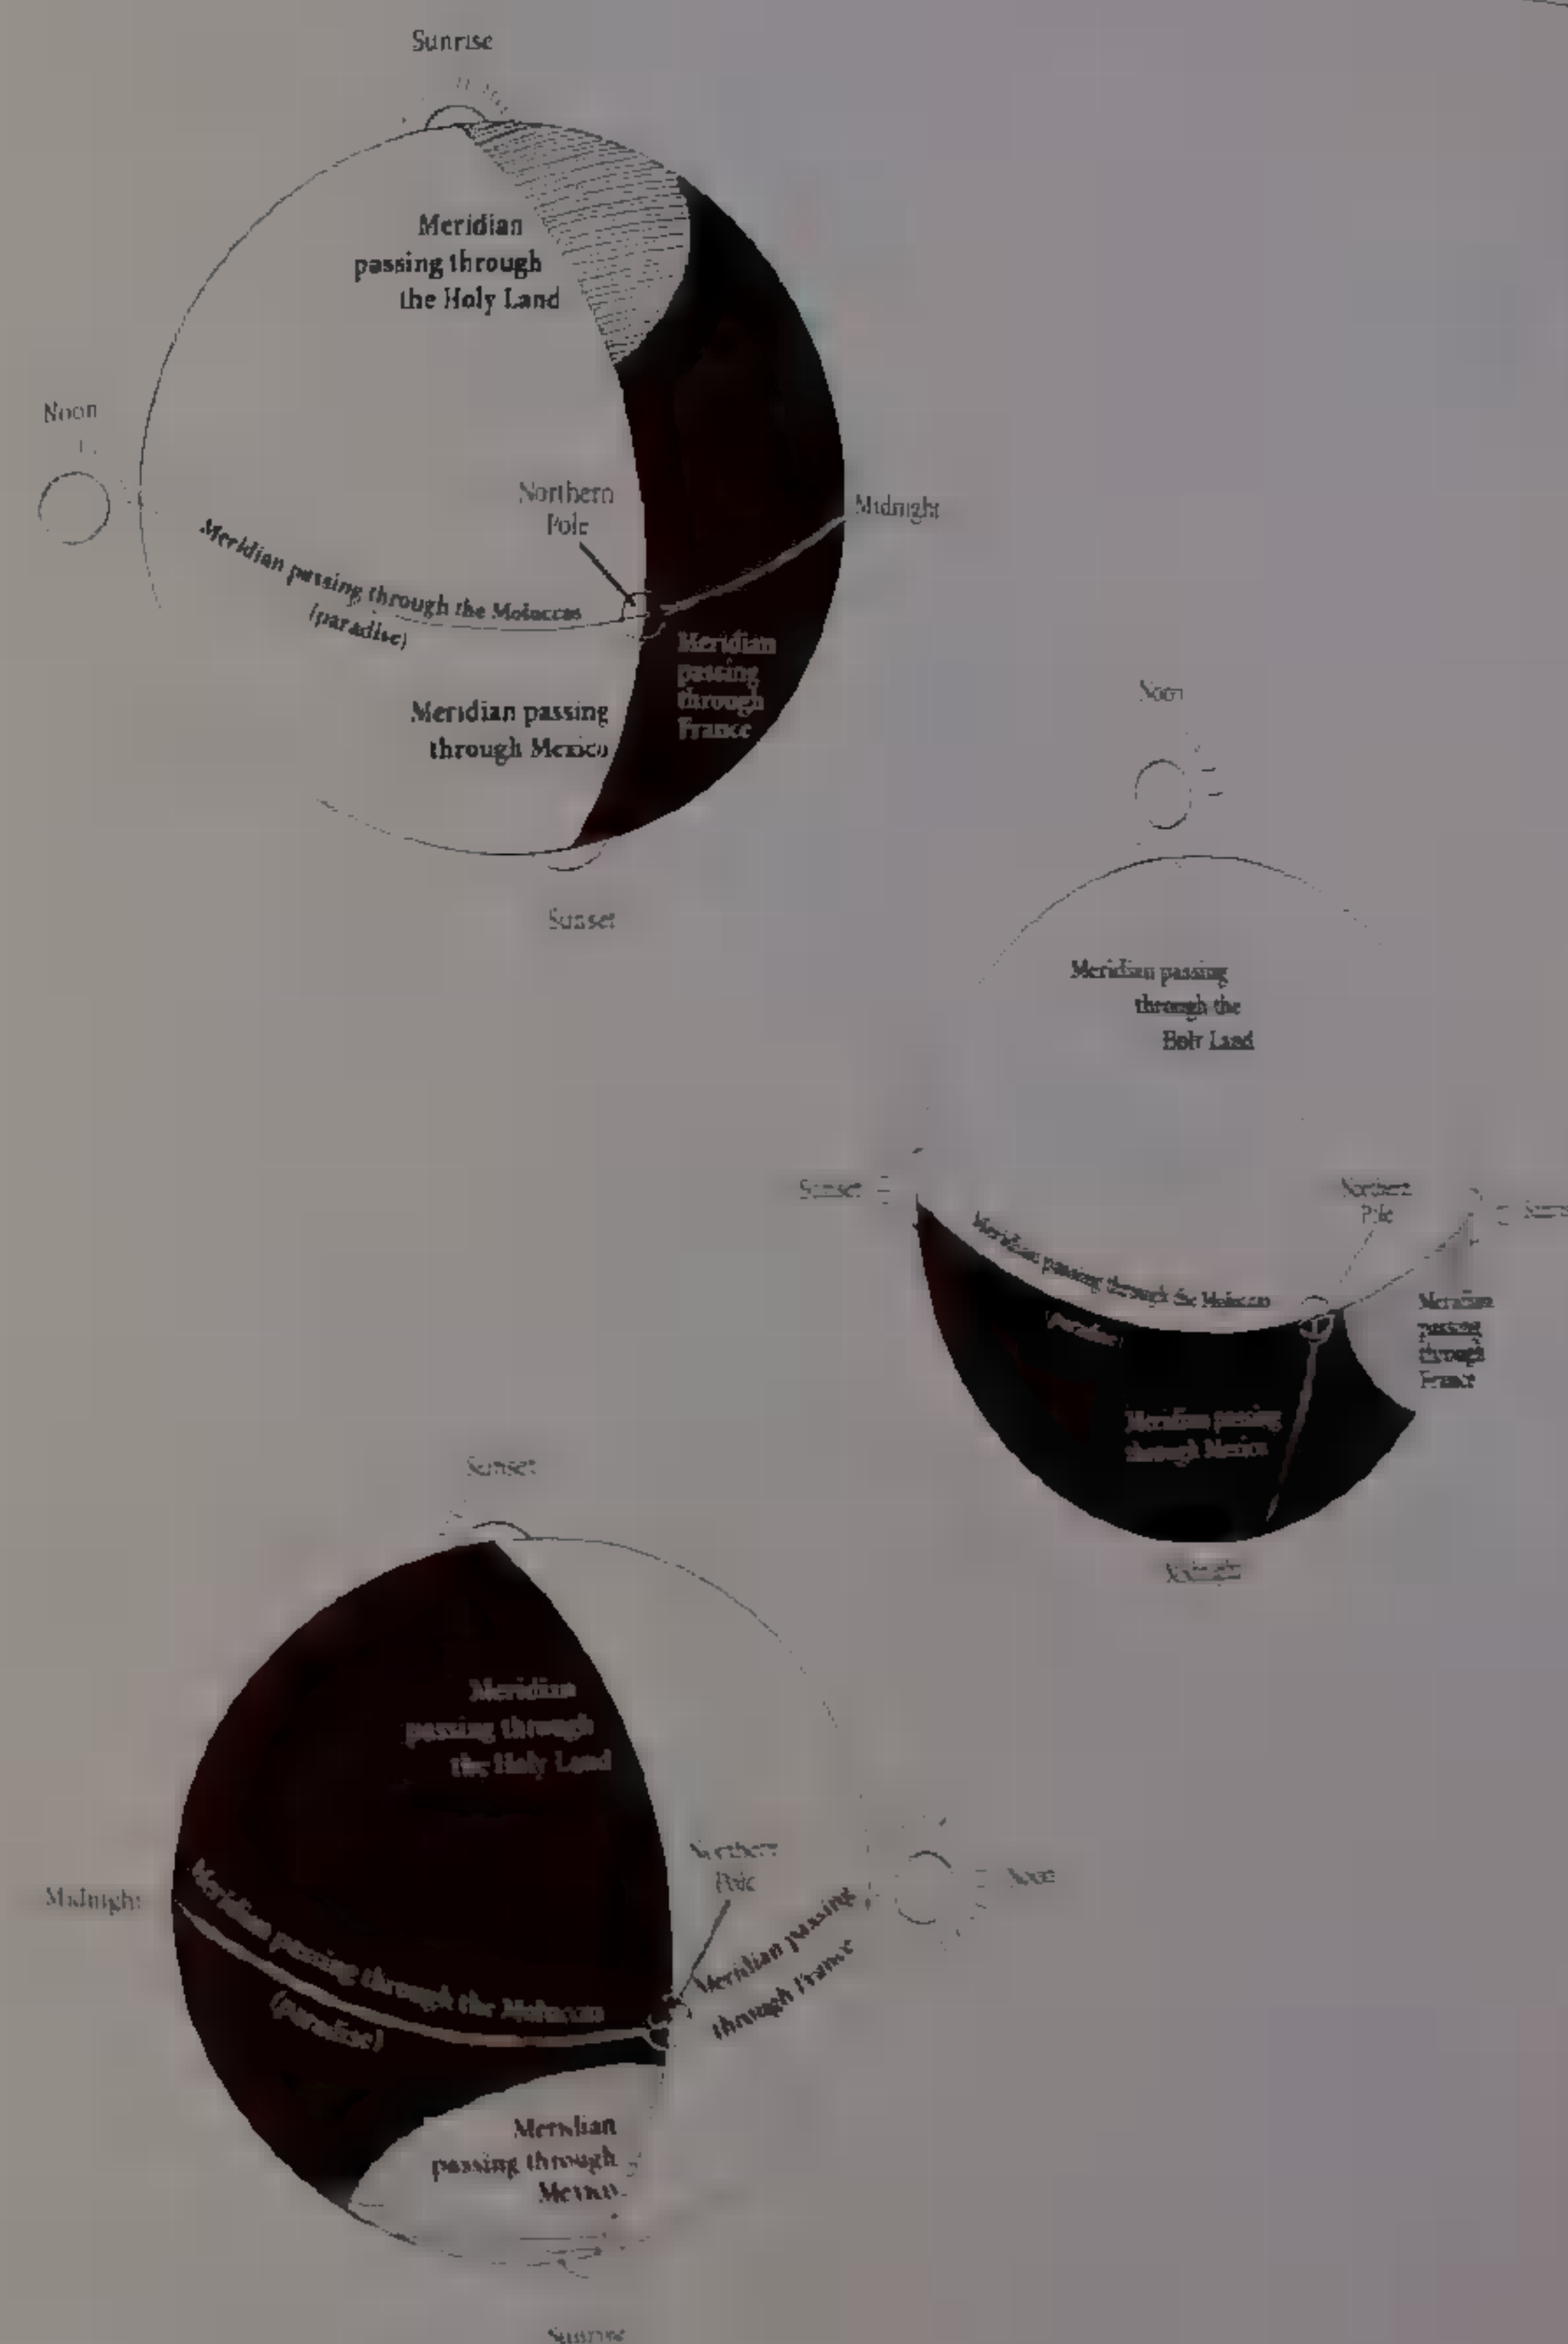 Sunrise
Meridian
passing through
the Holy Land
Noon
Northern
Pole
Midnight
Meridian passing through the Moluccas
(paradise)
Meridian
passing
through
France
Meridian passing
through Mexico
Sunset
Noon
Meridian passing
through the
Holy Land
Sunset
Northern
Pole
Meridian passing through the Moluccas
(paradise)
Meridian
passing
through
France
Meridian passing
through Mexico
Midnight
Sunset
Meridian
passing through
the Holy Land
Northern
Pole
Midnight
Noon
Meridian passing
through France
Meridian passing through the Moluccas
(paradise)
Meridian
passing through
Mexico
Sunrise